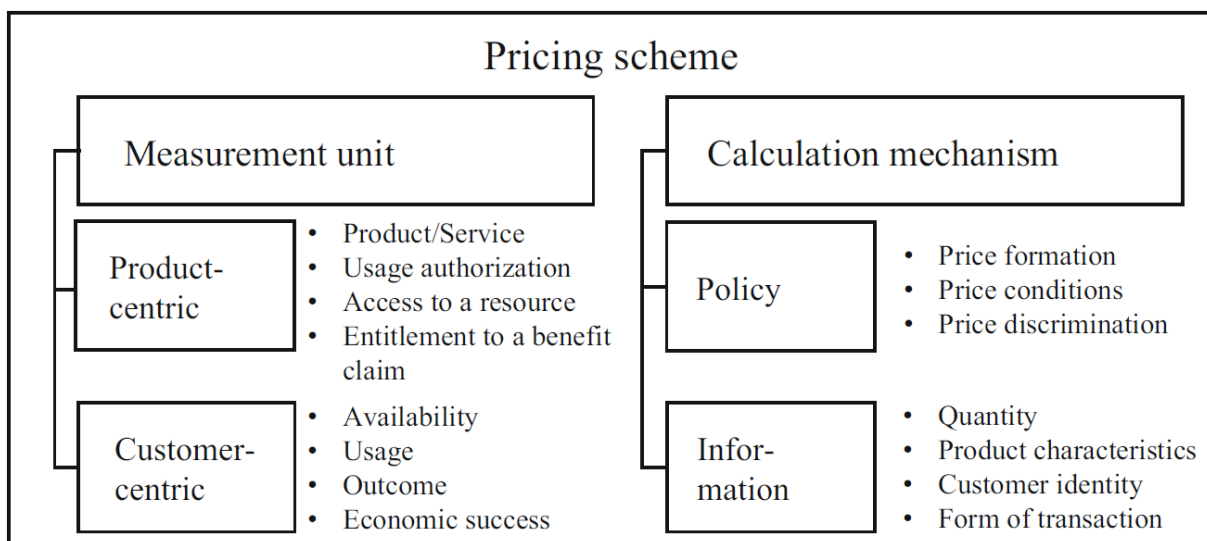 Pricing scheme
Measurement unit
Product-
centric
• Product/Service
• Usage authorization
• Access to a resource
• Entitlement to a benefit
claim
Customer-
centric
• Availability
• Usage
• Outcome
• Economic success
Calculation mechanism
Policy
• Price formation
• Price conditions
• Price discrimination
Infor-
mation
• Quantity
• Product characteristics
• Customer identity
• Form of transaction